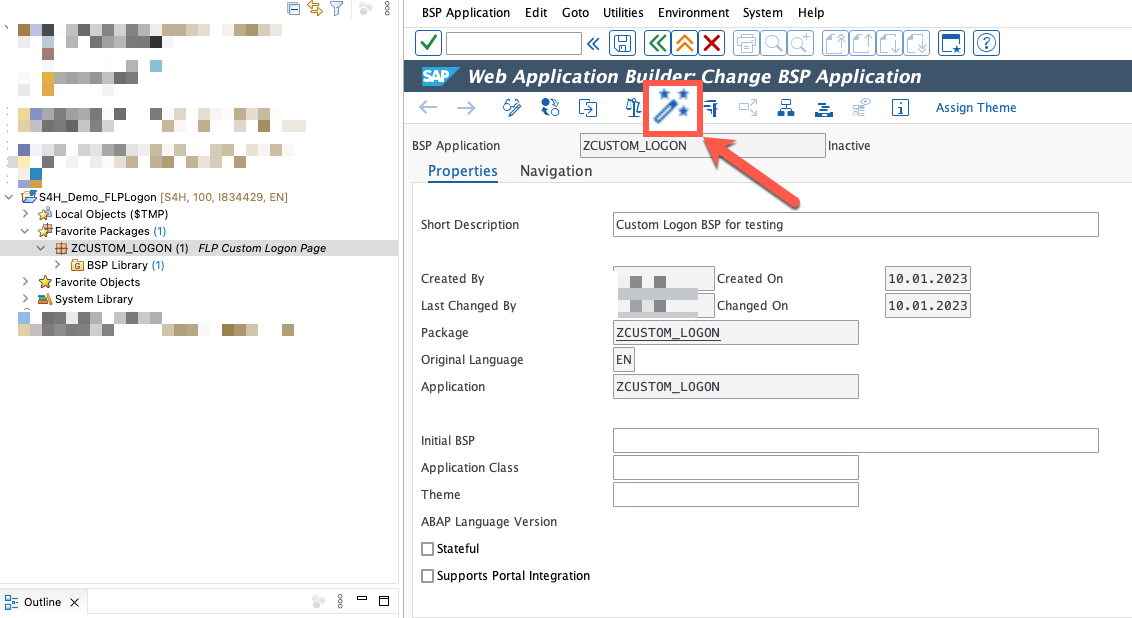 S4H_Demo_FLPLogon [S4H, 100, I834429, EN]
Local Objects ($TMP)
Favorite Packages (1)
ZCUSTOM_LOGON (1) FLP Custom Logon Page
BSP Library (1)
Favorite Objects
System Library
Outline
BSP Application Edit Goto Utilities Environment System Help
SAP Web Application Builder: Change BSP Application
Assign Theme
BSP Application ZCUSTOM_LOGON Inactive
Properties Navigation
Short Description Custom Logon BSP for testing
Created By Created On 10.01.2023
Last Changed By Changed On 10.01.2023
Package ZCUSTOM_LOGON
Original Language EN
Application ZCUSTOM_LOGON
Initial BSP
Application Class
Theme
ABAP Language Version
Stateful
Supports Portal Integration